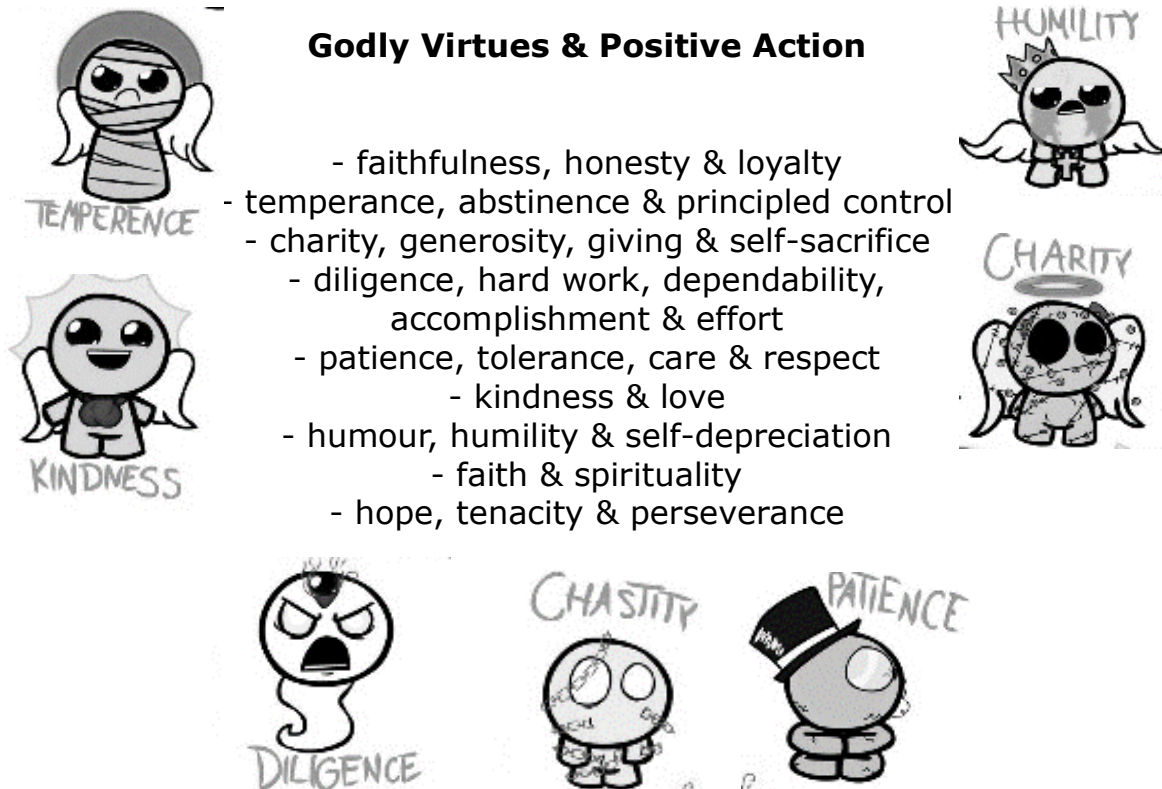 Godly Virtues & Positive Action
HUMILITY
TEMPERENCE
- faithfulness, honesty & loyalty
- temperance, abstinence & principled control
- charity, generosity, giving & self-sacrifice
- diligence, hard work, dependability,
accomplishment & effort
- patience, tolerance, care & respect
- kindness & love
- humour, humility & self-depreciation
- faith & spirituality
- hope, tenacity & perseverance
CHARITY
KINDNESS
CHASTITY
PATIENCE
DILIGENCE